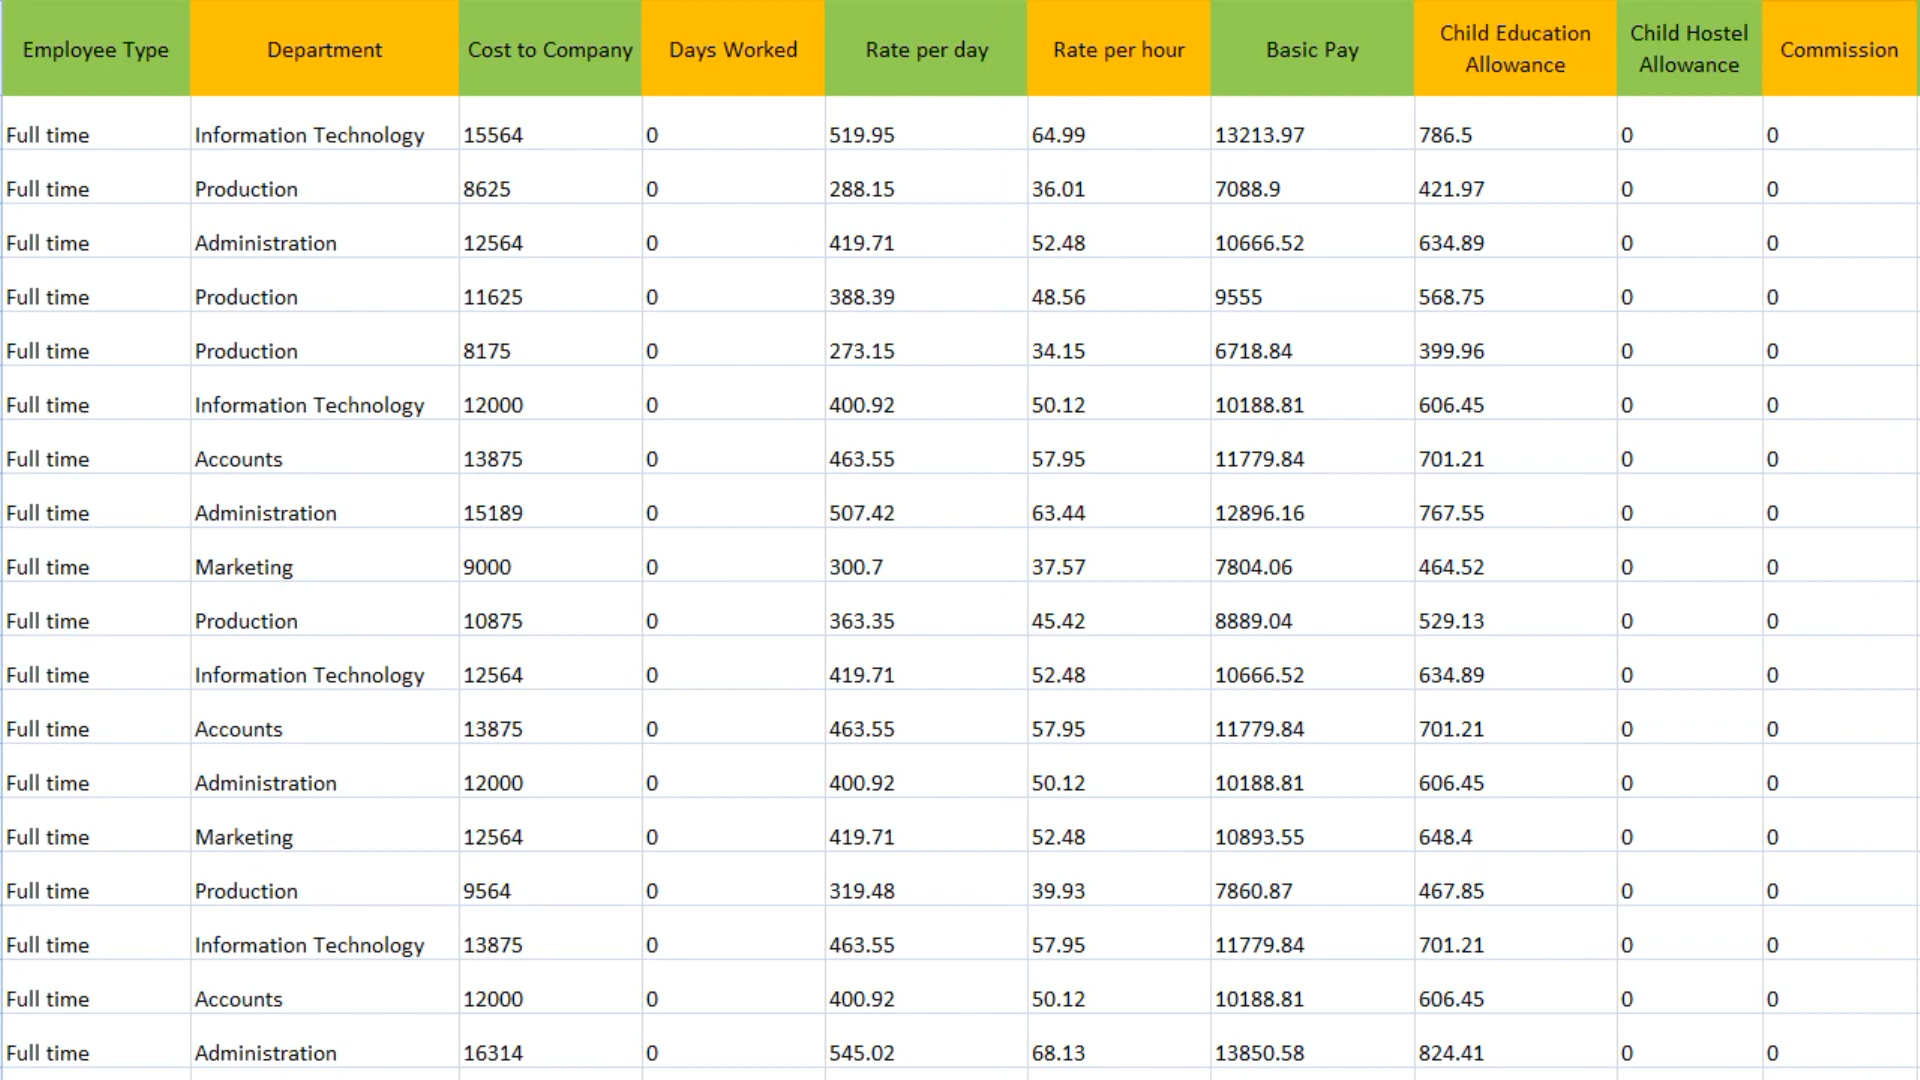 Employee Type Department Cost to Company Days Worked Rate per day Rate per hour Basic Pay Child Education Allowance Child Hostel Allowance Commission
Full time Information Technology 15564 0 519.95 64.99 13213.97 786.5 0 0
Full time Production 8625 0 288.15 36.01 7088.9 421.97 0 0
Full time Administration 12564 0 419.71 52.48 10666.52 634.89 0 0
Full time Production 11625 0 388.39 48.56 9555 568.75 0 0
Full time Production 8175 0 273.15 34.15 6718.84 399.96 0 0
Full time Information Technology 12000 0 400.92 50.12 10188.81 606.45 0 0
Full time Accounts 13875 0 463.55 57.95 11779.84 701.21 0 0
Full time Administration 15189 0 507.42 63.44 12896.16 767.55 0 0
Full time Marketing 9000 0 300.7 37.57 7804.06 464.52 0 0
Full time Production 10875 0 363.35 45.42 8889.04 529.13 0 0
Full time Information Technology 12564 0 419.71 52.48 10666.52 634.89 0 0
Full time Accounts 13875 0 463.55 57.95 11779.84 701.21 0 0
Full time Administration 12000 0 400.92 50.12 10188.81 606.45 0 0
Full time Marketing 12564 0 419.71 52.48 10893.55 648.4 0 0
Full time Production 9564 0 319.48 39.93 7860.87 467.85 0 0
Full time Information Technology 13875 0 463.55 57.95 11779.84 701.21 0 0
Full time Accounts 12000 0 400.92 50.12 10188.81 606.45 0 0
Full time Administration 16314 0 545.02 68.13 13850.58 824.41 0 0